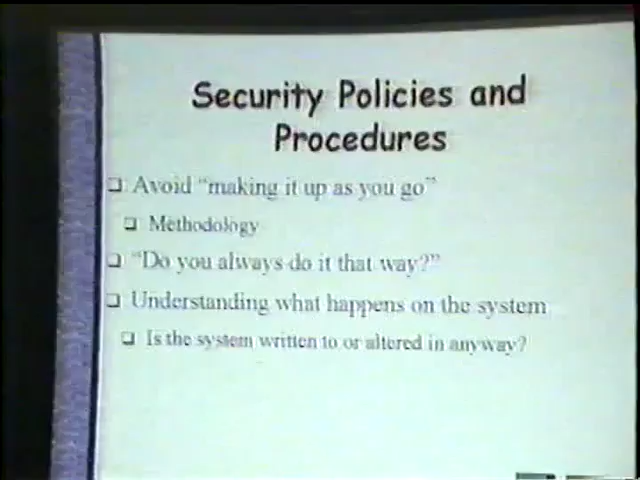 Security Policies and
Procedures
Avoid "making it up as you go"
Methodology
"Do you always do it that way?"
Understanding what happens on the system
Is the system written to or altered in anyway?